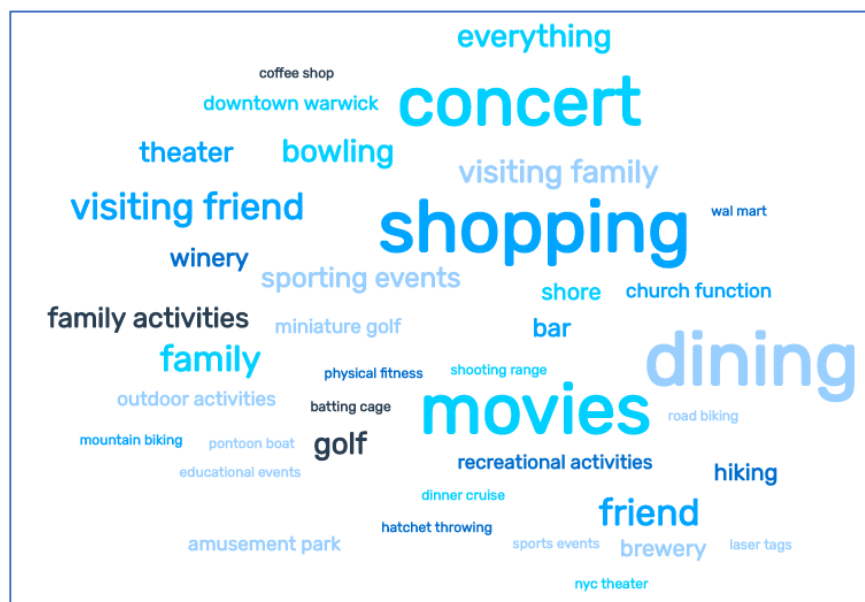 everything
coffee shop
concert
downtown warwick
theater
bowling
visiting family
visiting friend
shopping
wal mart
winery
sporting events
shore
church function
family activities
miniature golf
bar
family
dining
physical fitness
shooting range
outdoor activities
batting cage
movies
road biking
mountain biking
pontoon boat
golf
recreational activities
educational events
hiking
dinner cruise
friend
hatchet throwing
amusement park
sports events
brewery
laser tags
nyc theater